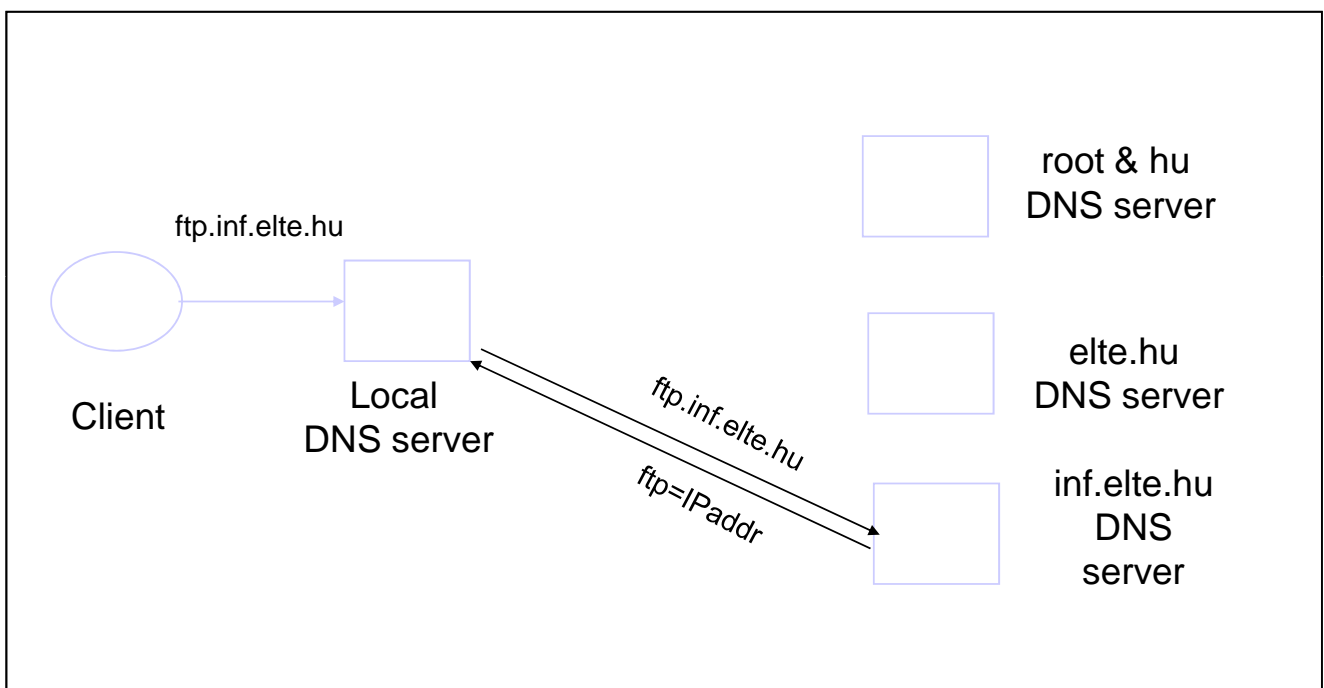 ftp.inf.elte.hu
Client
Local
DNS server
ftp.inf.elte.hu
ftp=IPaddr
root & hu
DNS server
elte.hu
DNS server
inf.elte.hu
DNS
server